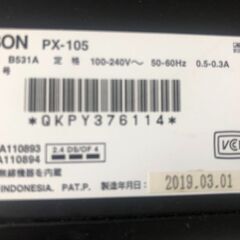 SON PX-105
B531A 定格 100-240V～ 50-60Hz 0.5-0.3A
号
*QKPY376114*
A110893
A110894
2.4 DS/OF 4
無線機器を内蔵
INDONESIA. PAT.P.
製造年月日:
2019.03.01
VCCI